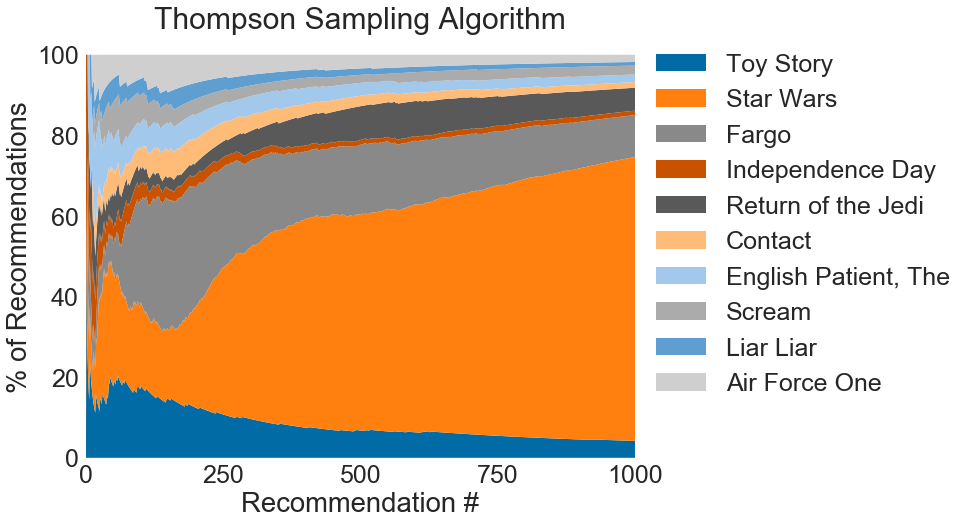 Thompson Sampling Algorithm
% of Recommendations
100
80
60
40
20
0
0 250 500 750 1000
Recommendation #
Toy Story
Star Wars
Fargo
Independence Day
Return of the Jedi
Contact
English Patient, The
Scream
Liar Liar
Air Force One